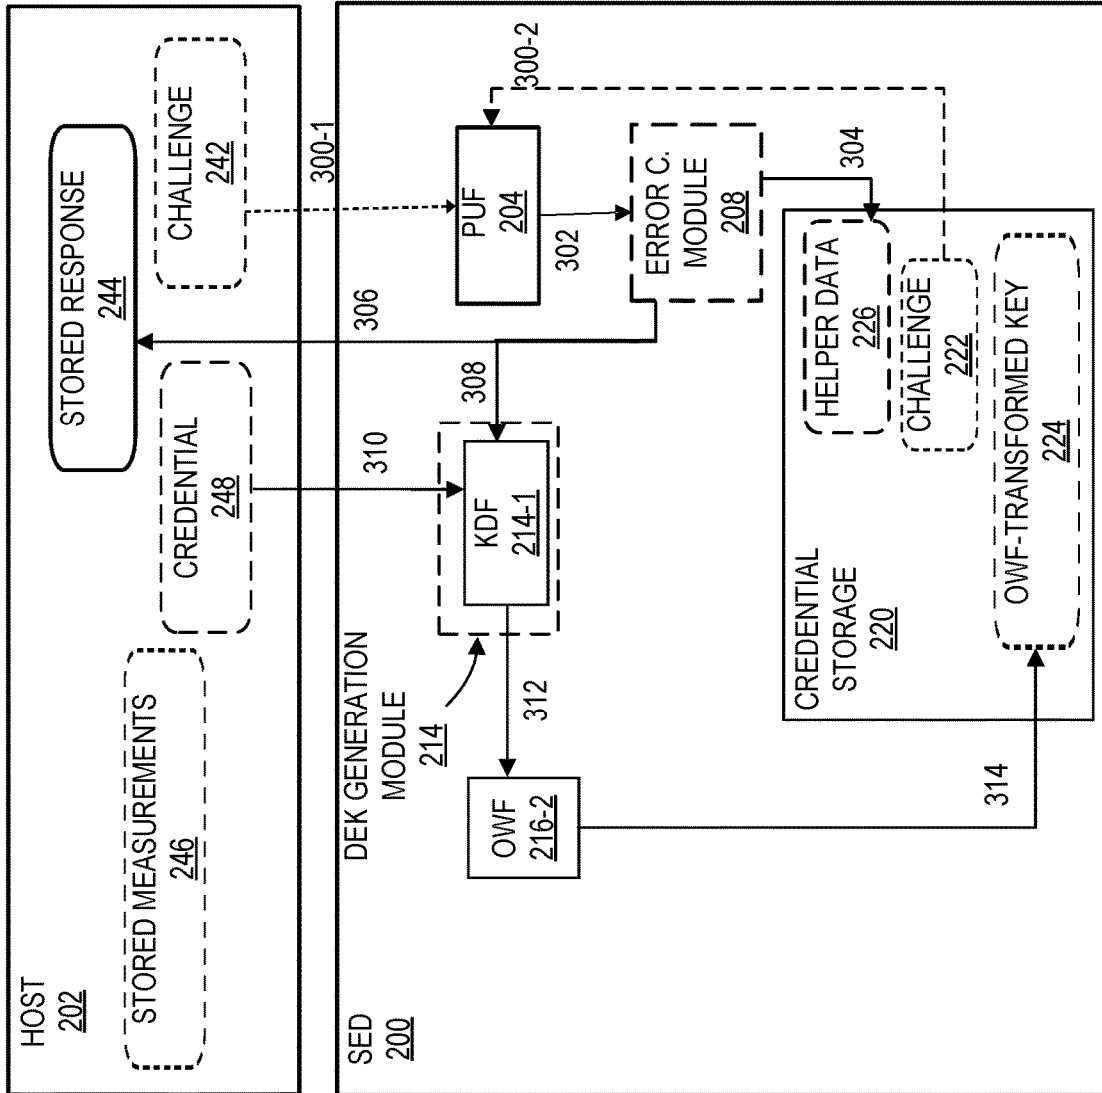 HOST
202
STORED RESPONSE
244
STORED MEASUREMENTS
246
CREDENTIAL
248
CHALLENGE
242
300-1
SED
200
DEK GENERATION
MODULE
214
310
306
KDF
214-1
308
PUF
204
300-2
302
OWF
216-2
312
ERROR C.
MODULE
208
304
CREDENTIAL
STORAGE
220
HELPER DATA
226
CHALLENGE
222
OWF-TRANSFORMED KEY
224
314